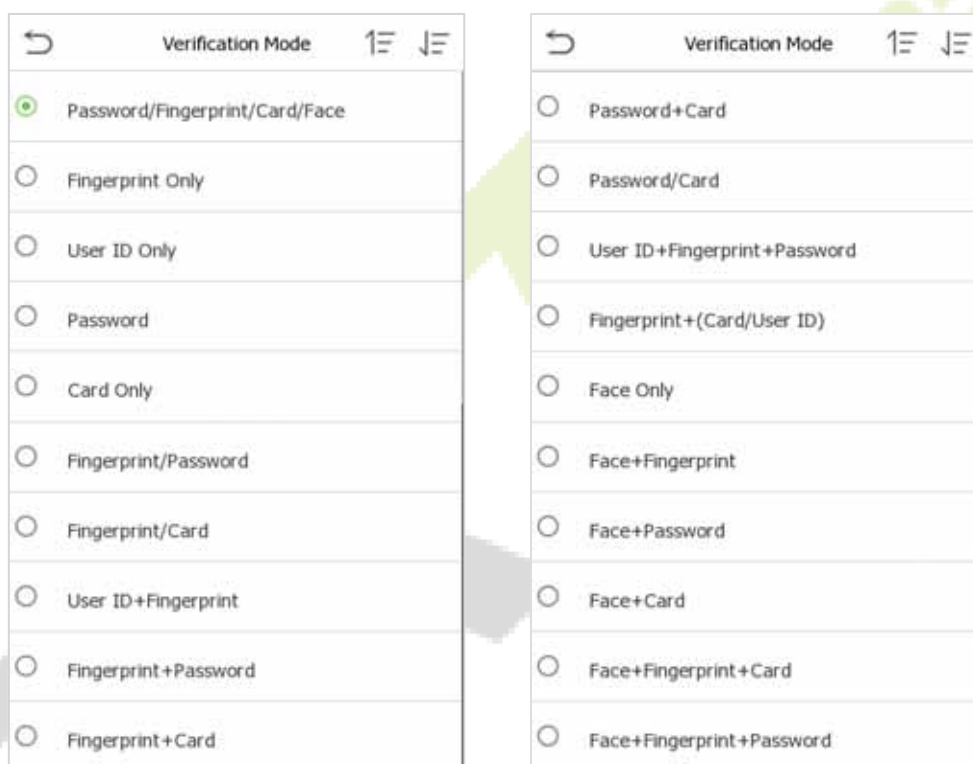 Verification Mode
Password/Fingerprint/Card/Face
Fingerprint Only
User ID Only
Password
Card Only
Fingerprint/Password
Fingerprint/Card
User ID+Fingerprint
Fingerprint+Password
Fingerprint+Card
Verification Mode
Password+Card
Password/Card
User ID+Fingerprint+Password
Fingerprint+(Card/User ID)
Face Only
Face+Fingerprint
Face+Password
Face+Card
Face+Fingerprint+Card
Face+Fingerprint+Password